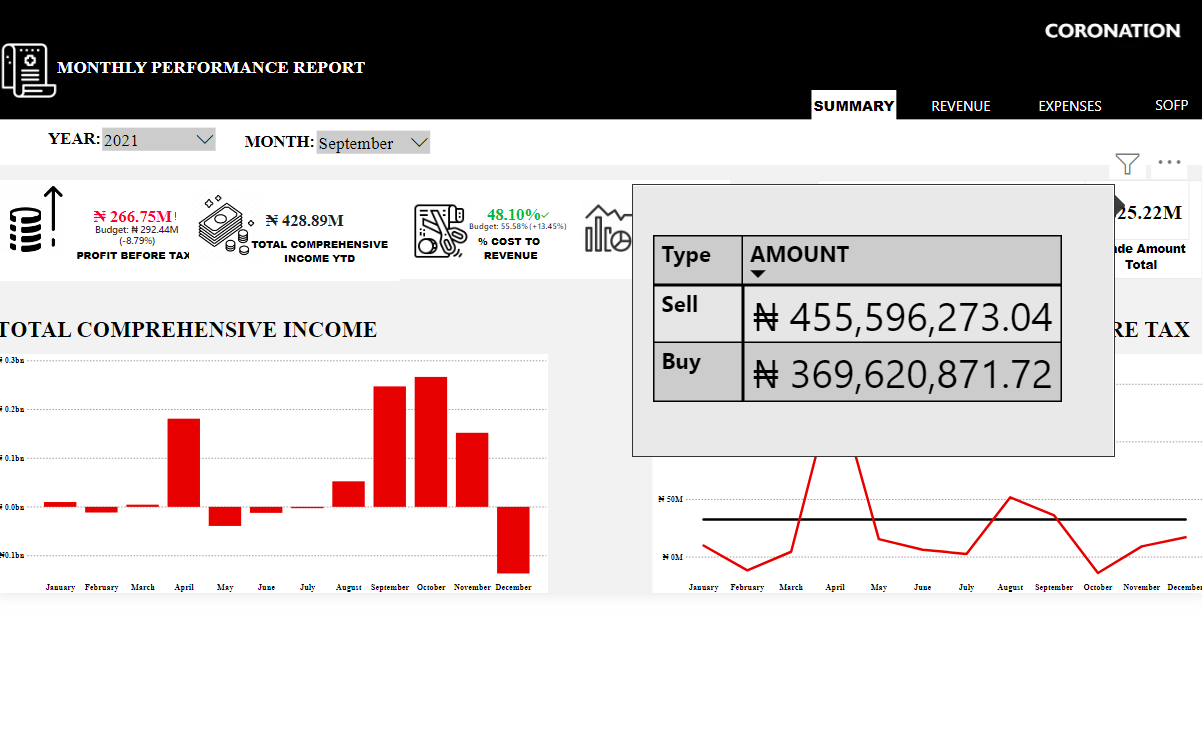 CORONATION
MONTHLY PERFORMANCE REPORT
SUMMARY
REVENUE
EXPENSES
SOFP
YEAR:
2021
MONTH:
September
₦ 266.75M!
Budget: ₦ 292.44M
(-8.79%)
PROFIT BEFORE TAX
₦ 428.89M
TOTAL COMPREHENSIVE
INCOME YTD
48.10%✓
Budget: 55.58% (+13.45%)
% COST TO
REVENUE
Type
AMOUNT
Sell
₦ 455,596,273.04
Buy
₦ 369,620,871.72
25.22M
Amount
Total
TOTAL COMPREHENSIVE INCOME
₦ 0.3bn
₦ 0.2bn
₦ 0.1bn
₦ 0.0bn
₦0.1bn
January February March April May June July August September October November December
TAX
₦ 50M
₦ 0M
January February March April May June July August September October November December